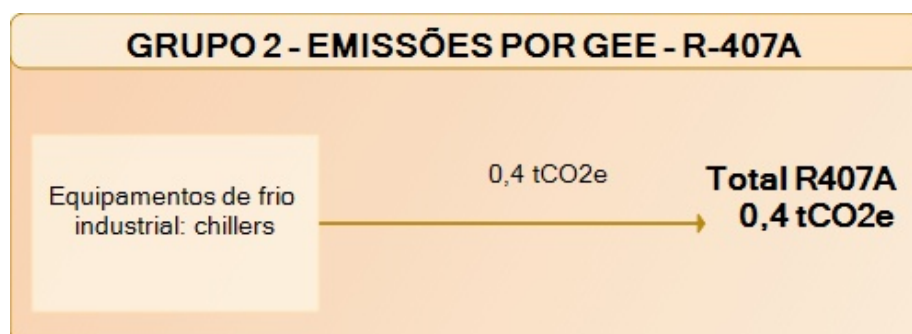 GRUPO 2 - EMISSÕES POR GEE - R-407A
Equipamentos de frio
industrial: chillers
0,4 tCO2e
Total R407A
0,4 tCO2e